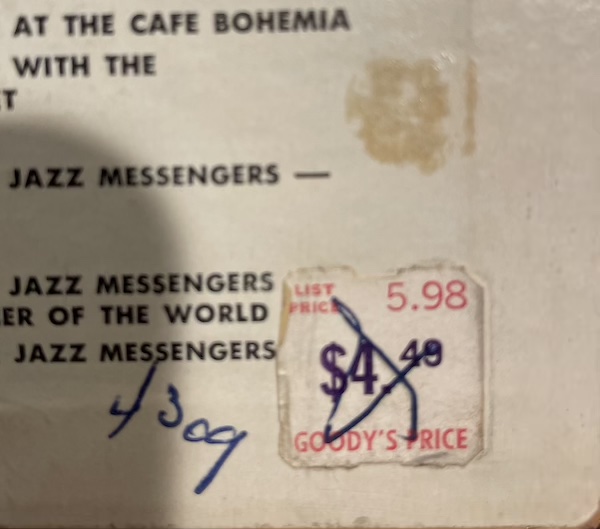 AT THE CAFE BOHEMIA
WITH THE
T
JAZZ MESSENGERS —
JAZZ MESSENGERS
ER OF THE WORLD
JAZZ MESSENGERS
LIST PRICE 5.98
$4.49
GOODY'S PRICE
4309